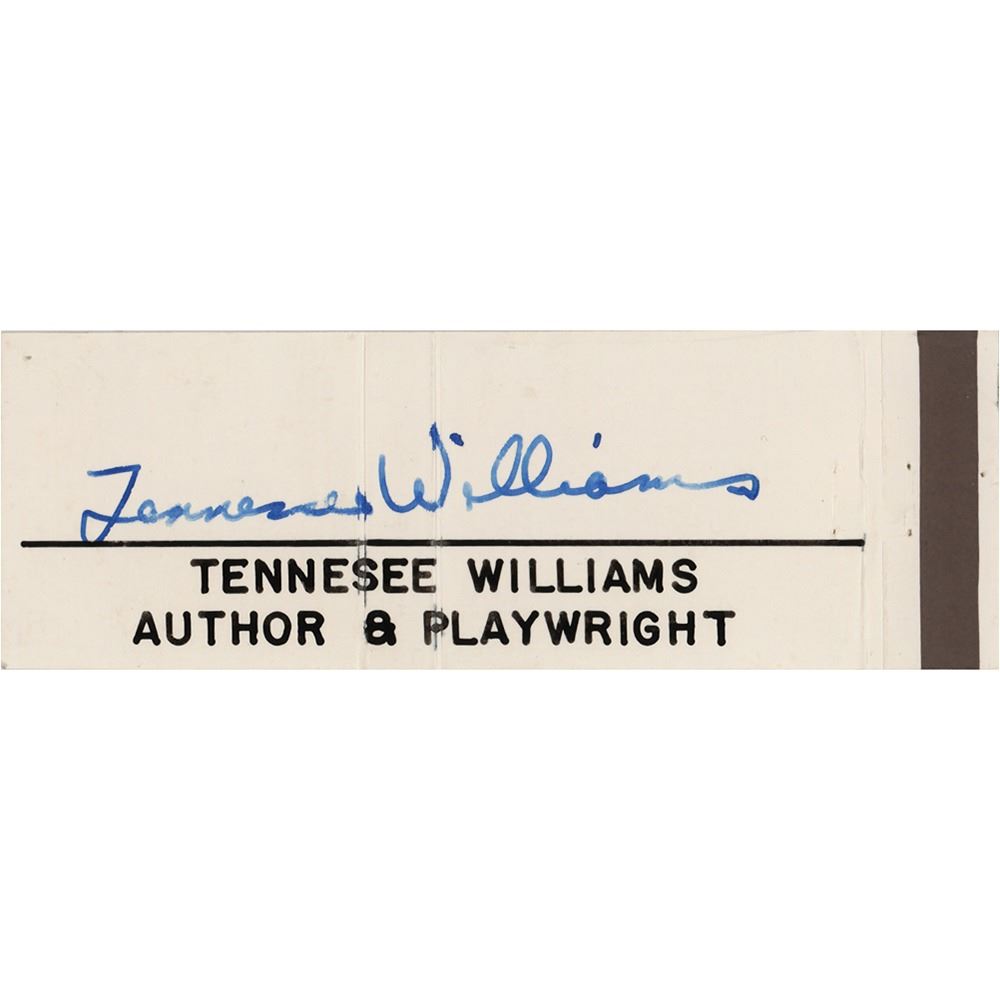 Tennessee Williams
TENNESEE WILLIAMS
AUTHOR & PLAYWRIGHT